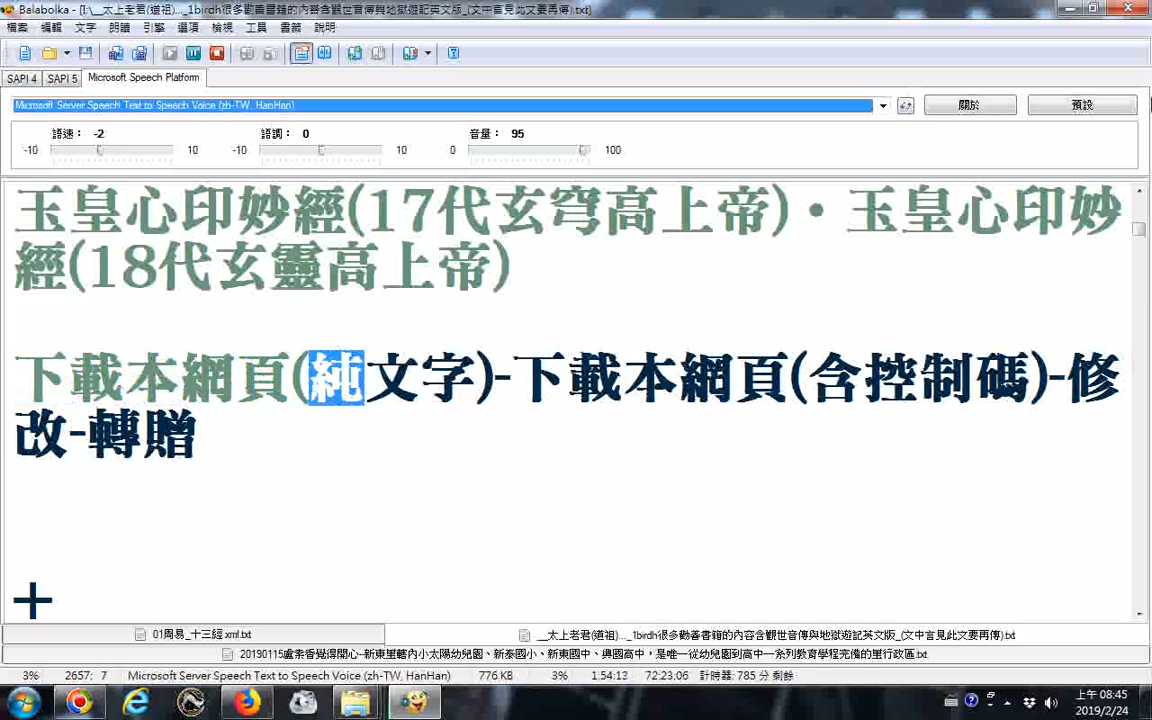 Balabolka - [I:\__太上老君(道祖)..._1birdh很多勸善書籍的內容含觀世音傳與地獄遊記英文版_(文中言見此文要再傳).txt]
檔案 編輯 文字 朗讀 引擎 選項 檢視 工具 書籤 說明
SAPI 4 SAPI 5 Microsoft Speech Platform
Microsoft Server Speech Text to Speech Voice (zh-TW, HanHan) 關於 預設
語速： -2 語調： 0 音量： 95
-10 10 -10 10 0 100
玉皇心印妙經(17代玄穹高上帝)•玉皇心印妙
經(18代玄靈高上帝)
下載本網頁(純文字)-下載本網頁(含控制碼)-修
改-轉贈
+
01周易_十三經.xml.txt __太上老君(道祖)..._1birdh很多勸善書籍的內容含觀世音傳與地獄遊記英文版_(文中言見此文要再傳).txt
20190115盧素香覺得開心-新東里轄內小太陽幼兒園、新泰國小、新東國中、興國高中，是唯一從幼兒園到高中一系列教育學程完備的里行政區.txt
3% 2657: 7 Microsoft Server Speech Text to Speech Voice (zh-TW, HanHan) 776 KB 3% 1:54:13 72:23:06 計時器: 785 分 剩餘
上午 08:45
2019/2/24